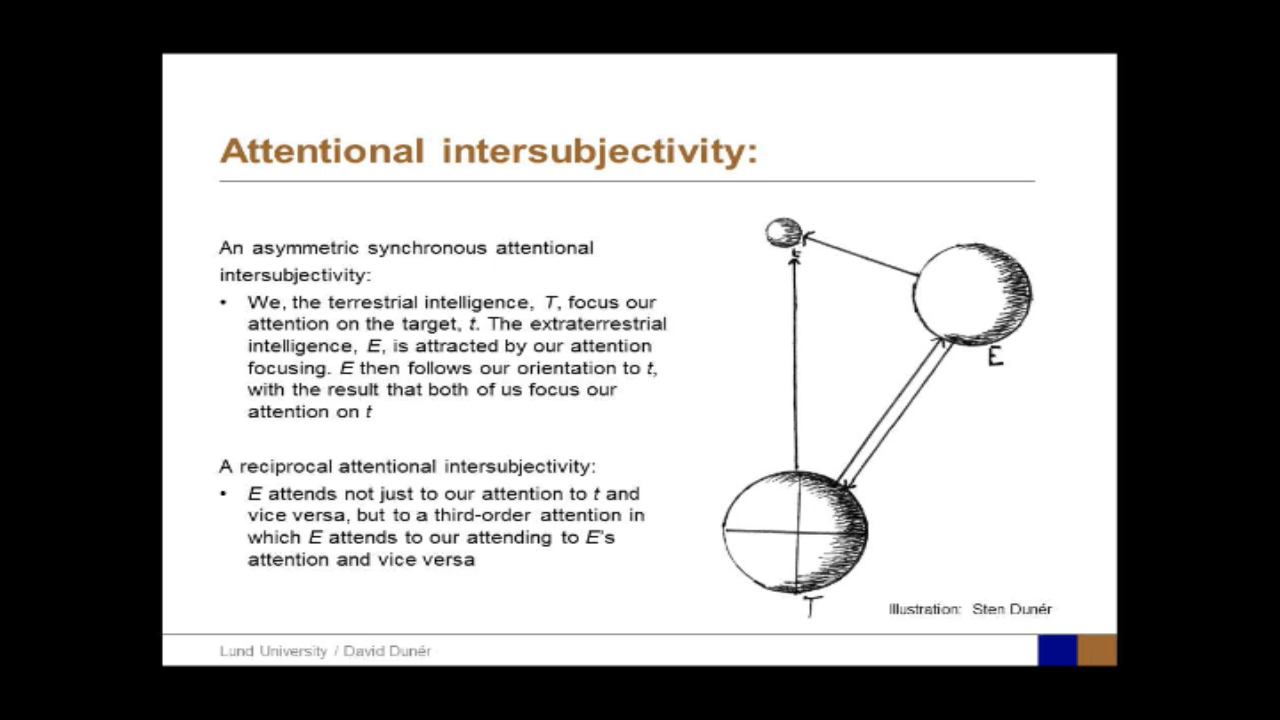 Attentional intersubjectivity:
An asymmetric synchronous attentional
intersubjectivity:
• We, the terrestrial intelligence, T, focus our
attention on the target, t. The extraterrestrial
intelligence, E, is attracted by our attention
focusing. E then follows our orientation to t,
with the result that both of us focus our
attention on t
A reciprocal attentional intersubjectivity:
• E attends not just to our attention to t and
vice versa, but to a third-order attention in
which E attends to our attending to E's
attention and vice versa
t
E
T
Illustration: Sten Dunér
Lund University / David Dunér